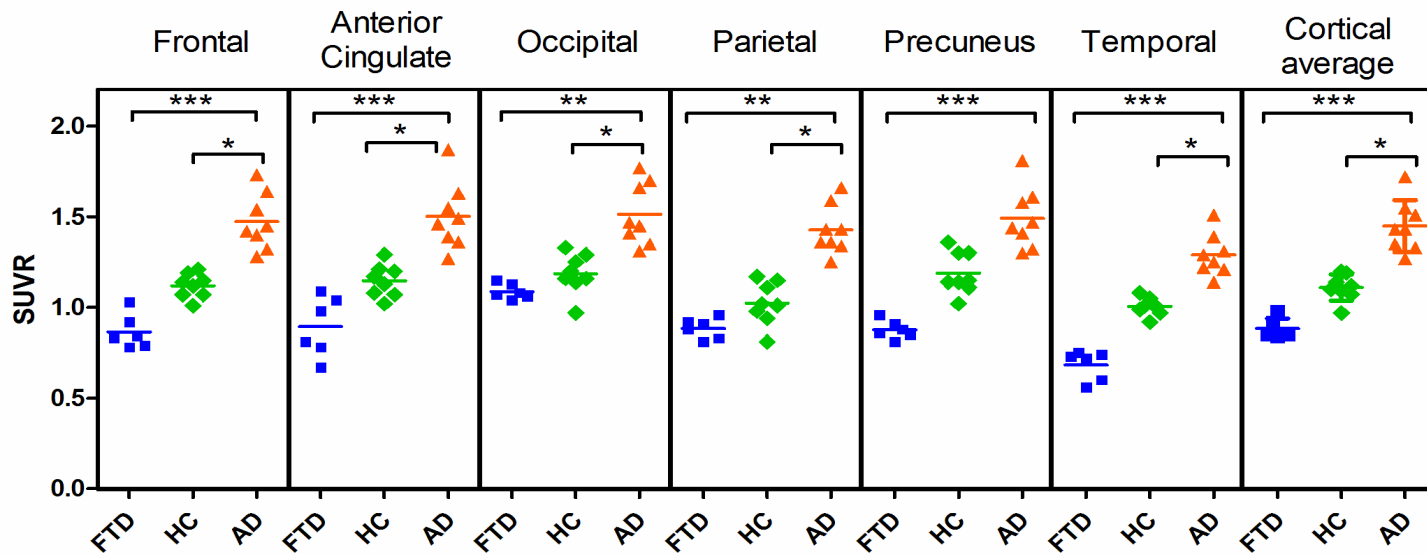 Frontal
Anterior
Cingulate
Occipital
Parietal
Precuneus
Temporal
Cortical
average
*** *** ** ** *** *** ***
* * * * * *
SUVR
2.0
1.5
1.0
0.5
0.0
FTD HC AD FTD HC AD FTD HC AD FTD HC AD FTD HC AD FTD HC AD FTD HC AD